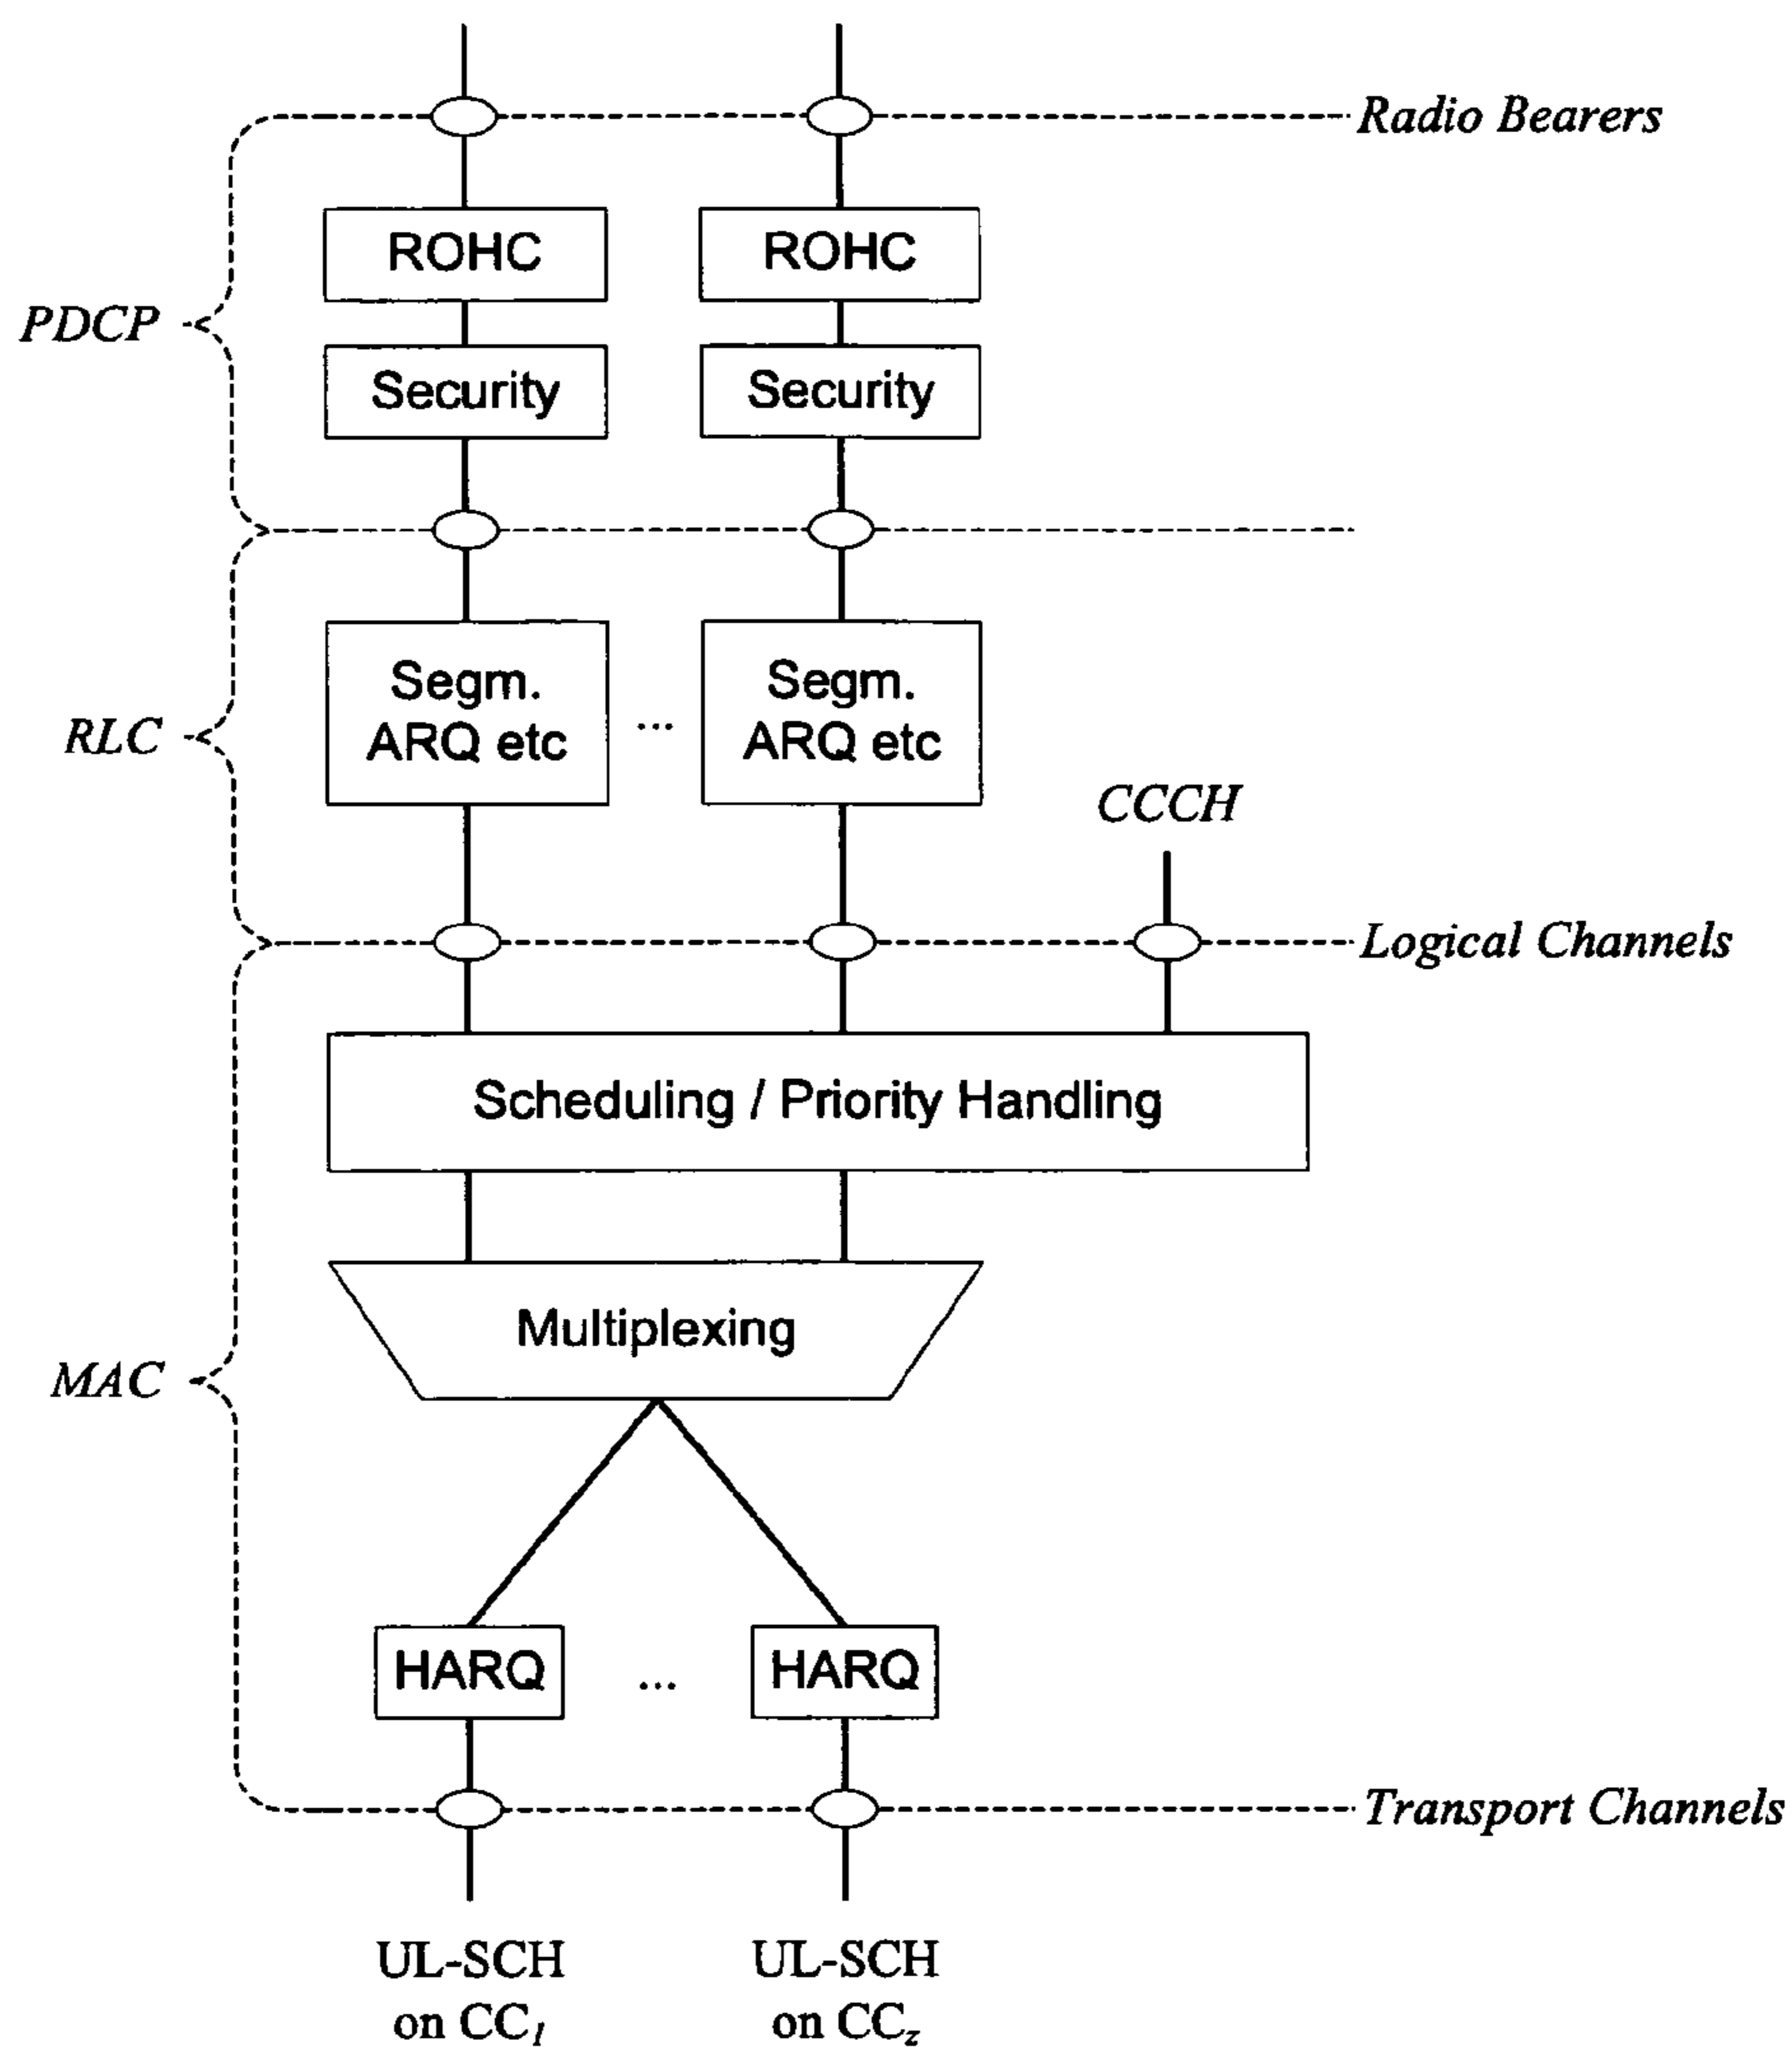 Radio Bearers
ROHC
ROHC
PDCP
Security
Security
Segm.
ARQ etc
...
Segm.
ARQ etc
RLC
CCCH
Logical Channels
Scheduling / Priority Handling
Multiplexing
MAC
HARQ
...
HARQ
Transport Channels
UL-SCH
on CC1
UL-SCH
on CCz